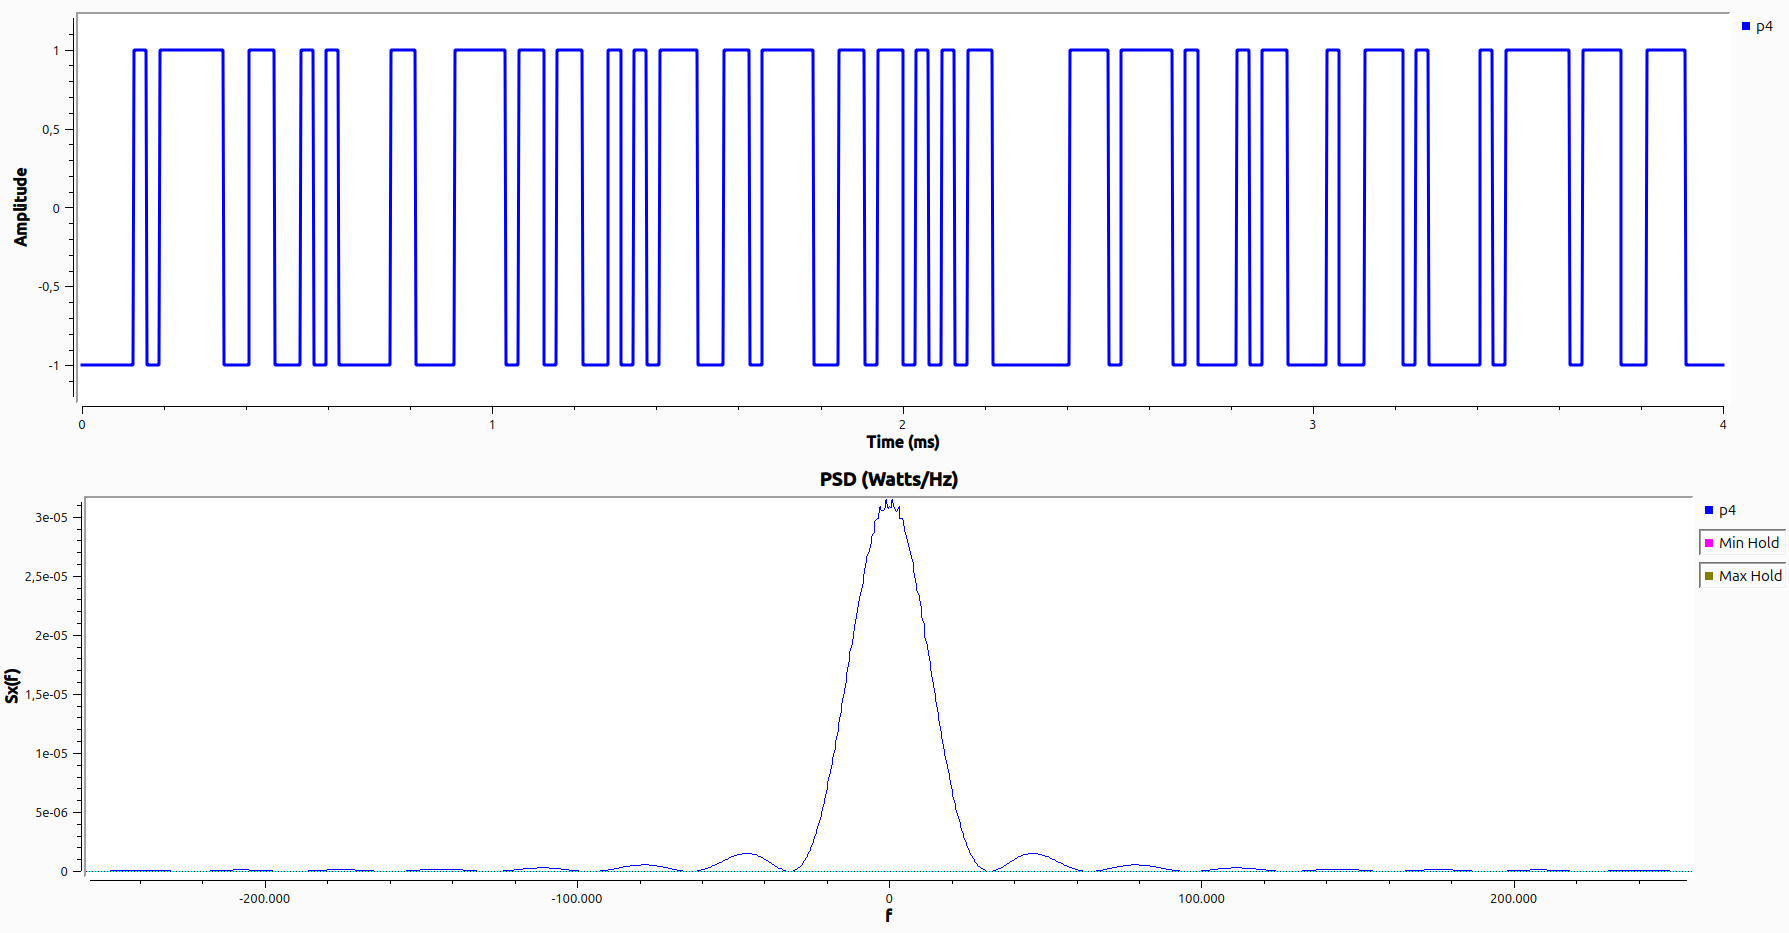 p4
1
0,5
0
-0,5
-1
Amplitude
0 1 2 3 4
Time (ms)
PSD (Watts/Hz)
p4
Min Hold
Max Hold
3e-05
2,5e-05
2e-05
1,5e-05
1e-05
5e-06
0
Sx(f)
-200.000 -100.000 0 100.000 200.000
f